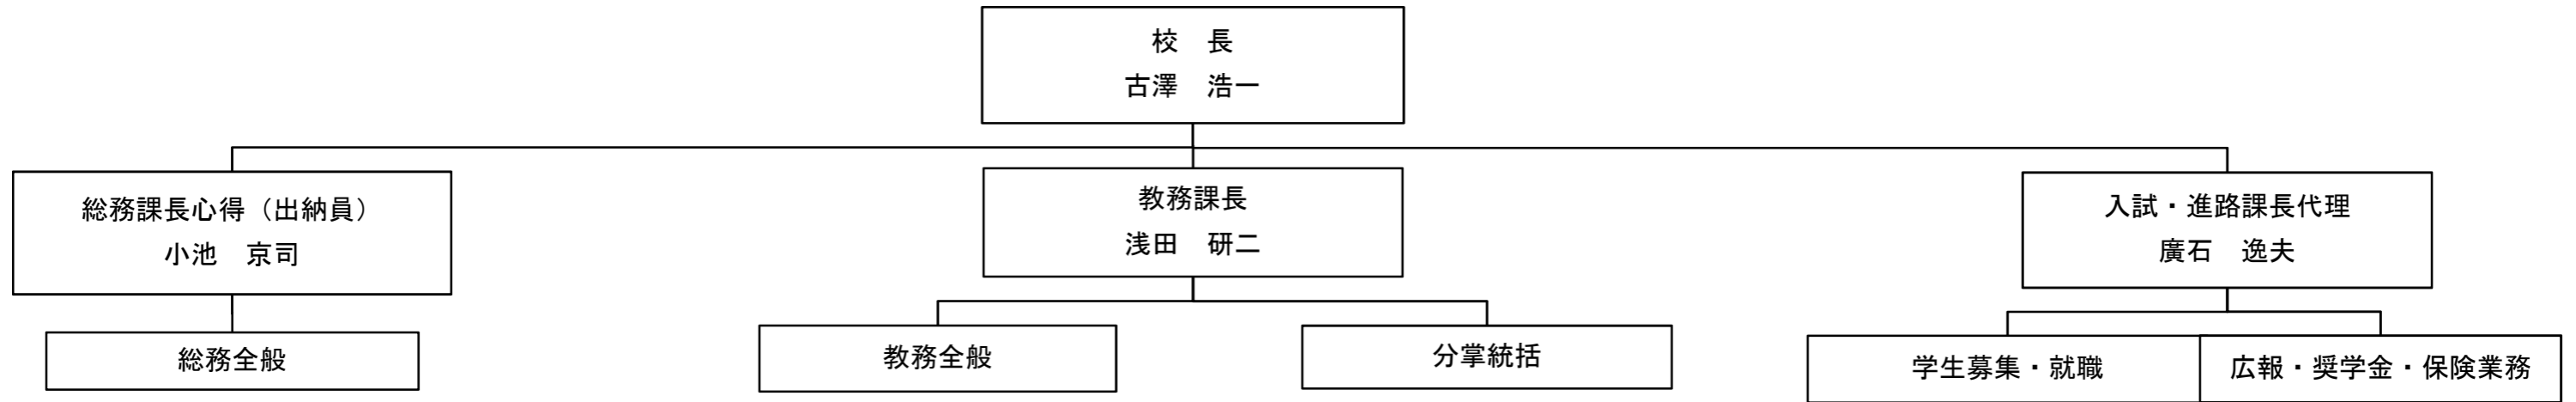 校　長
古澤　浩一
総務課長心得（出納員）
小池　京司
教務課長
浅田　研二
入試・進路課長代理
廣石　逸夫
総務全般
教務全般
分掌統括
学生募集・就職
広報・奨学金・保険業務